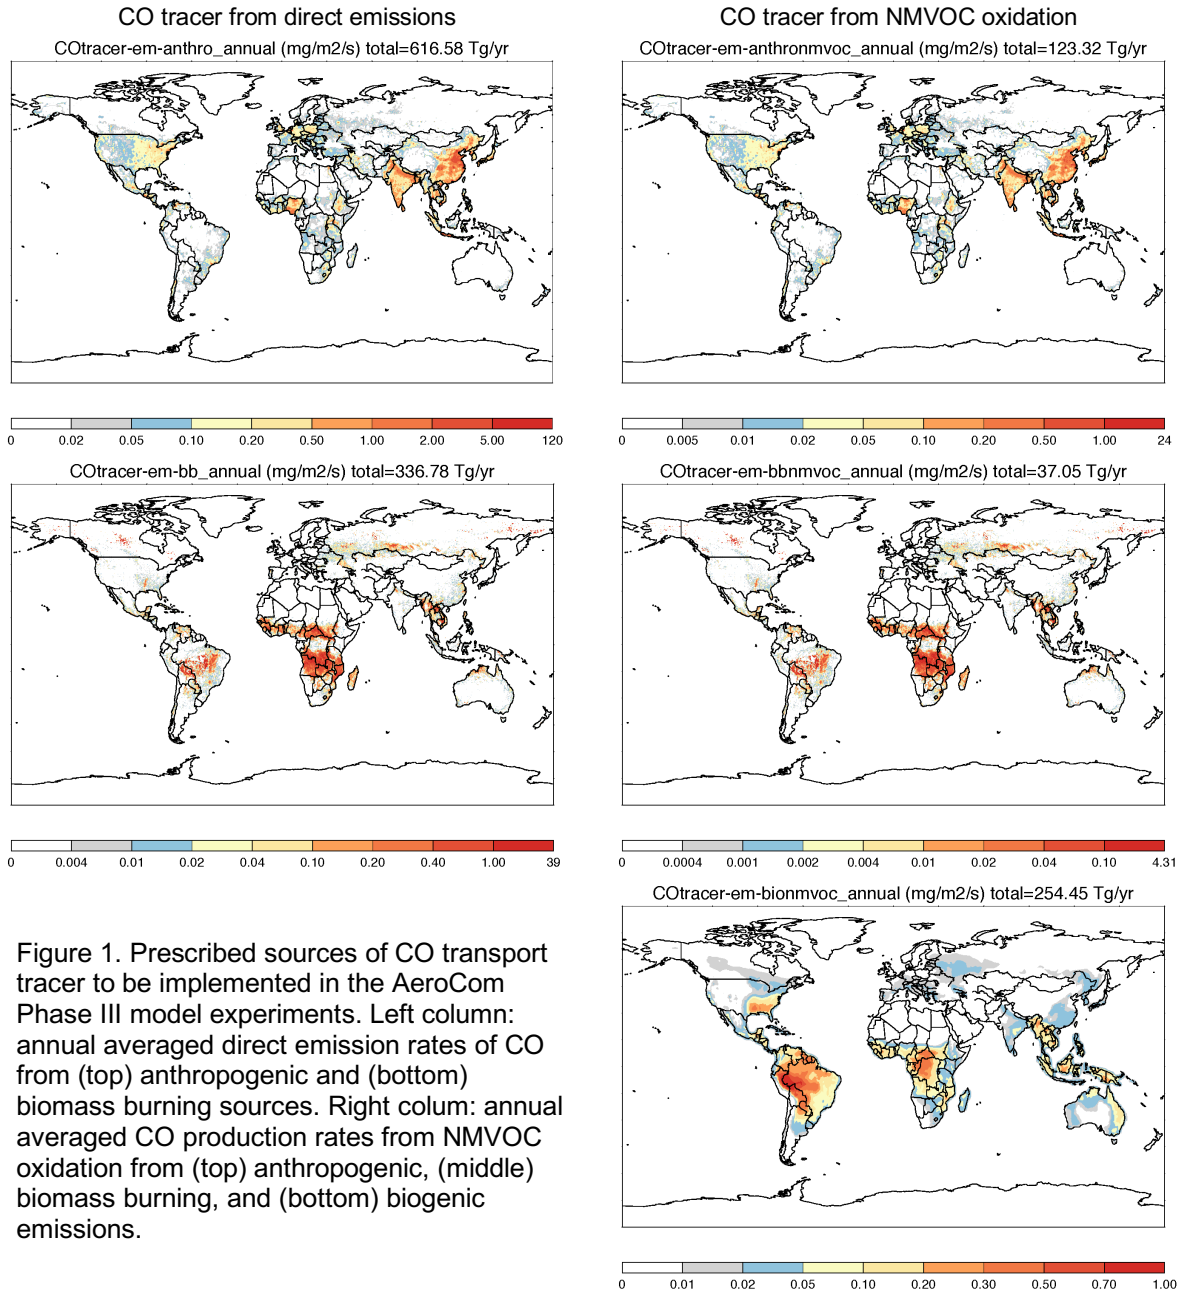 CO tracer from direct emissions
COtracer-em-anthro_annual (mg/m2/s) total=616.58 Tg/yr
0 0.02 0.05 0.10 0.20 0.50 1.00 2.00 5.00 120
CO tracer from NMVOC oxidation
COtracer-em-anthronmvoc_annual (mg/m2/s) total=123.32 Tg/yr
0 0.005 0.01 0.02 0.05 0.10 0.20 0.50 1.00 24
COtracer-em-bb_annual (mg/m2/s) total=336.78 Tg/yr
0 0.004 0.01 0.02 0.04 0.10 0.20 0.40 1.00 39
COtracer-em-bbnmvoc_annual (mg/m2/s) total=37.05 Tg/yr
0 0.0004 0.001 0.002 0.004 0.01 0.02 0.04 0.10 4.31
COtracer-em-bionmvoc_annual (mg/m2/s) total=254.45 Tg/yr
0 0.01 0.02 0.05 0.10 0.20 0.30 0.50 0.70 1.00
Figure 1. Prescribed sources of CO transport
tracer to be implemented in the AeroCom
Phase III model experiments. Left column:
annual averaged direct emission rates of CO
from (top) anthropogenic and (bottom)
biomass burning sources. Right colum: annual
averaged CO production rates from NMVOC
oxidation from (top) anthropogenic, (middle)
biomass burning, and (bottom) biogenic
emissions.